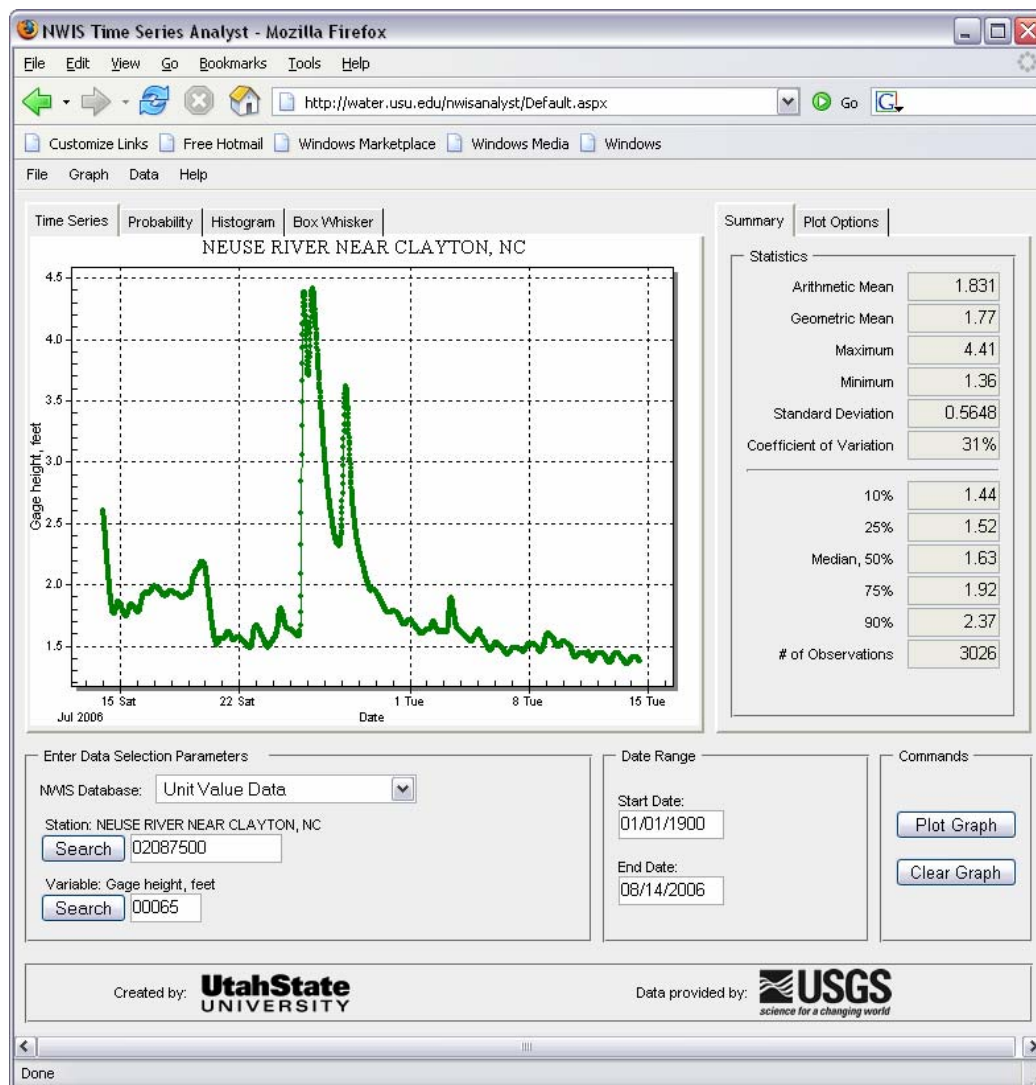 NWIS Time Series Analyst - Mozilla Firefox
File Edit View Go Bookmarks Tools Help
http://water.usu.edu/nwisanalyst/Default.aspx Go G
Customize Links Free Hotmail Windows Marketplace Windows Media Windows
File Graph Data Help
Time Series Probability Histogram Box Whisker
NEUSE RIVER NEAR CLAYTON, NC
4.5
4.0
3.5
3.0
2.5
2.0
1.5
Gage height, feet
15 Sat 22 Sat 1 Tue 8 Tue 15 Tue
Jul 2006 Date
Summary Plot Options
Statistics
Arithmetic Mean 1.831
Geometric Mean 1.77
Maximum 4.41
Minimum 1.36
Standard Deviation 0.5648
Coefficient of Variation 31%
10% 1.44
25% 1.52
Median, 50% 1.63
75% 1.92
90% 2.37
# of Observations 3026
Enter Data Selection Parameters
NWIS Database: Unit Value Data
Station: NEUSE RIVER NEAR CLAYTON, NC
Search 02087500
Variable: Gage height, feet
Search 00065
Date Range
Start Date:
01/01/1900
End Date:
08/14/2006
Commands
Plot Graph
Clear Graph
Created by: UtahState
UNIVERSITY
Data provided by: USGS
science for a changing world
Done